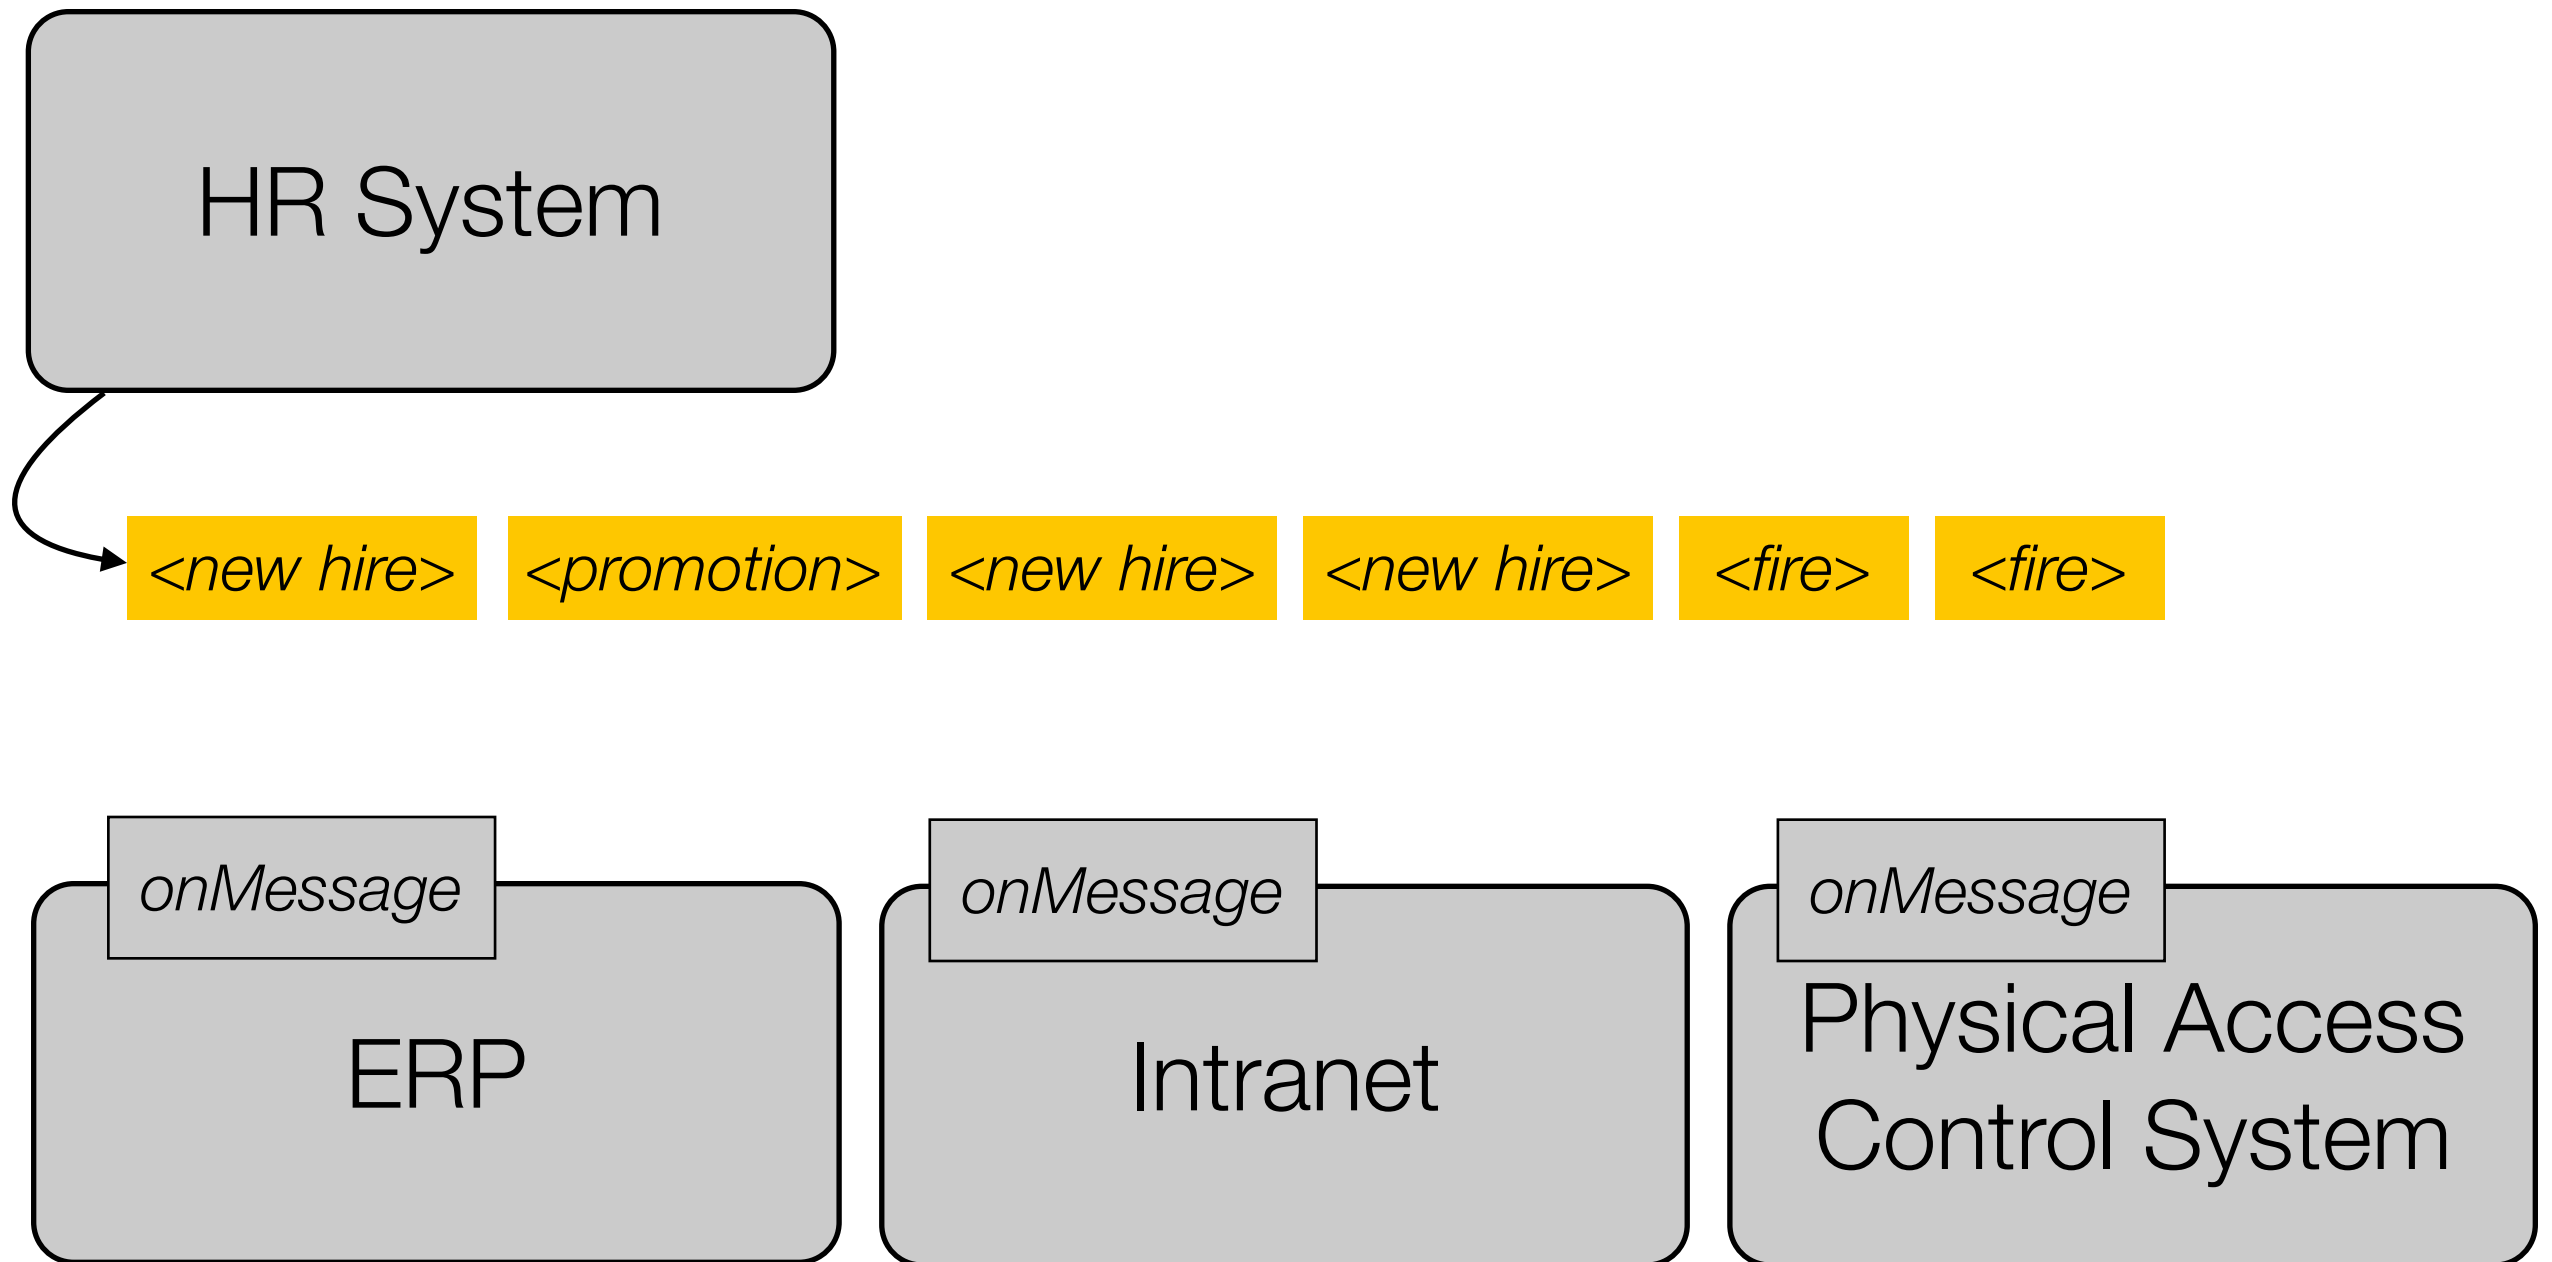 HR System
<new hire> <promotion> <new hire> <new hire> <fire> <fire>
onMessage
ERP
onMessage
Intranet
onMessage
Physical Access
Control System